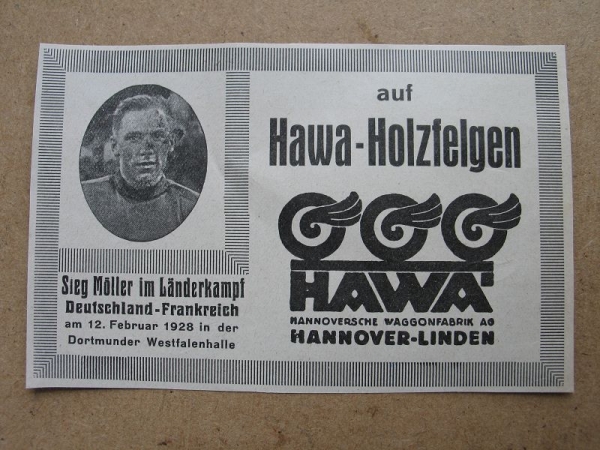 Sieg Möller im Länderkampf
Deutschland-Frankreich
am 12. Februar 1928 in der
Dortmunder Westfalenhalle
auf
Hawa-Holzfelgen
HAWA
HANNOVERSCHE WAGGONFABRIK AG
HANNOVER-LINDEN